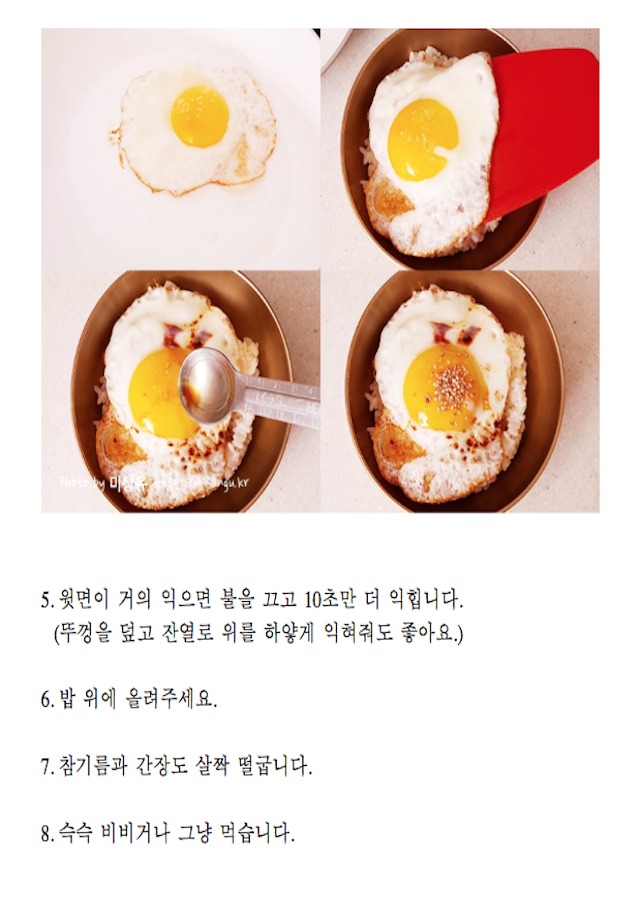 Photo by
5. 윗면이 거의 익으면 불을 끄고 10초만 더 익힙니다.
(뚜껑을 덮고 잔열로 위를 하얗게 익혀줘도 좋아요.)
6. 밥 위에 올려주세요.
7. 참기름과 간장도 살짝 떨굽니다.
8. 슥슥 비비거나 그냥 먹습니다.